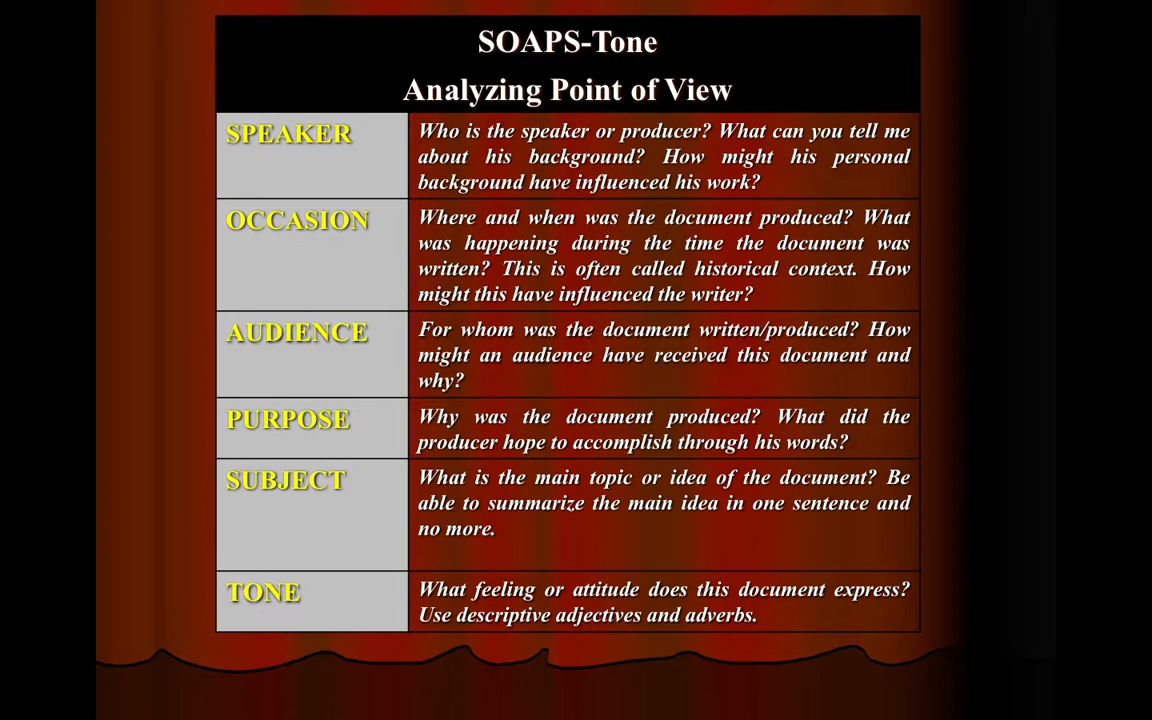 SOAPS-Tone
Analyzing Point of View
SPEAKER
Who is the speaker or producer? What can you tell me
about his background? How might his personal
background have influenced his work?
OCCASION
Where and when was the document produced? What
was happening during the time the document was
written? This is often called historical context. How
might this have influenced the writer?
AUDIENCE
For whom was the document written/produced? How
might an audience have received this document and
why?
PURPOSE
Why was the document produced? What did the
producer hope to accomplish through his words?
SUBJECT
What is the main topic or idea of the document? Be
able to summarize the main idea in one sentence and
no more.
TONE
What feeling or attitude does this document express?
Use descriptive adjectives and adverbs.